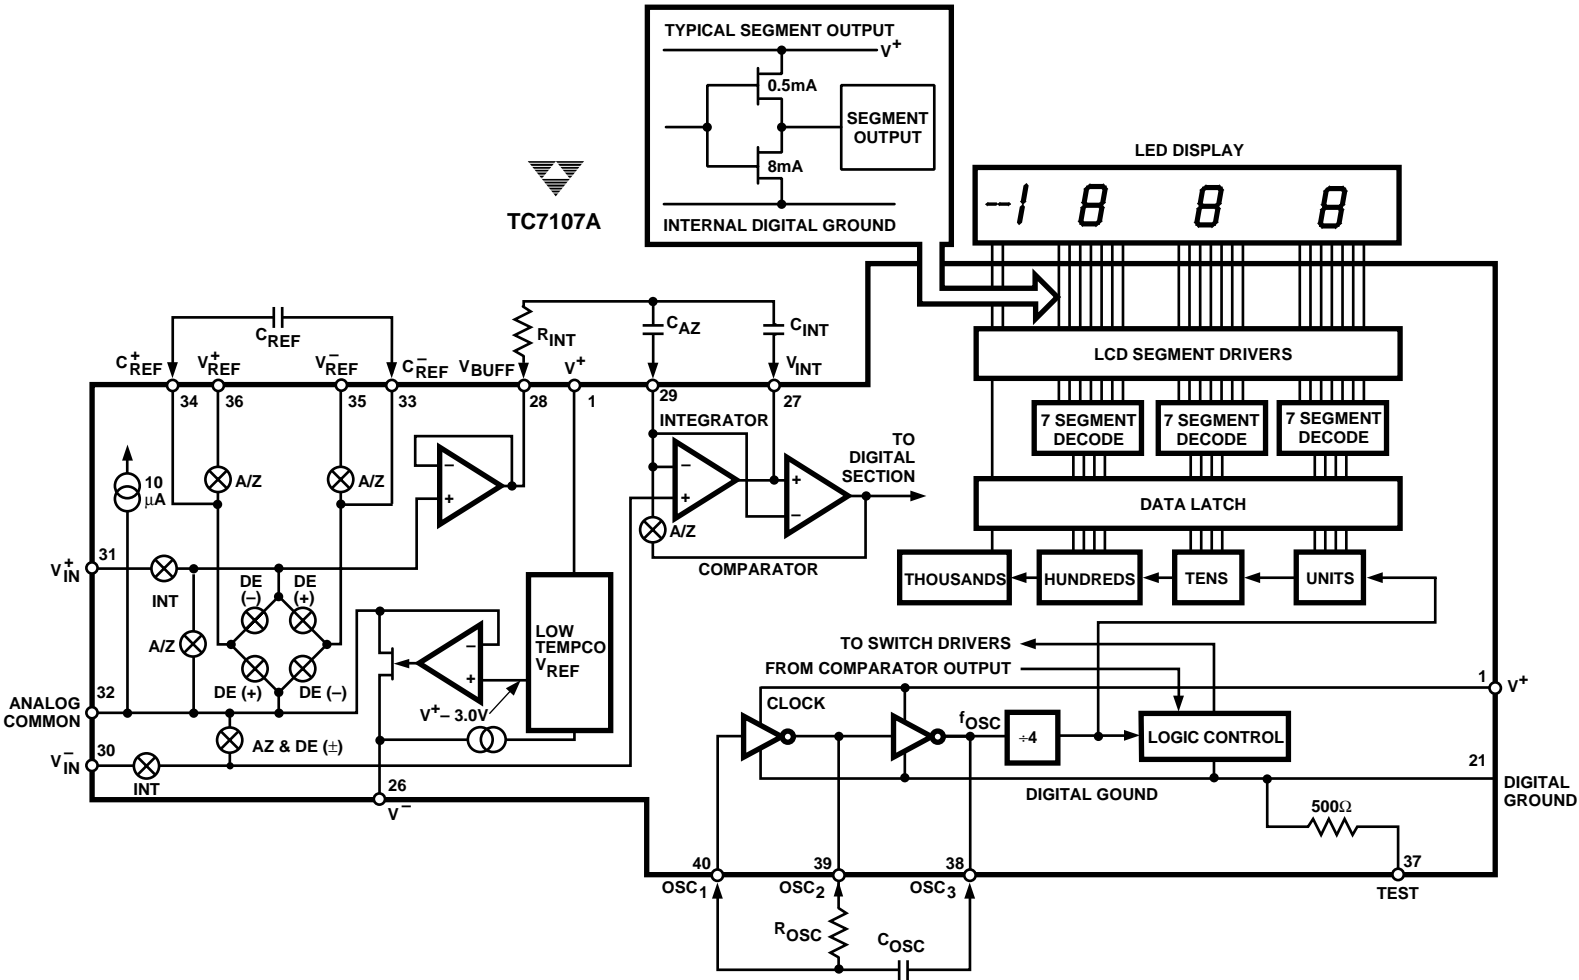 TYPICAL SEGMENT OUTPUT
V+
0.5mA
SEGMENT
OUTPUT
8mA
INTERNAL DIGITAL GROUND
TC7107A
LED DISPLAY
-1 8 8 8
LCD SEGMENT DRIVERS
7 SEGMENT
DECODE
7 SEGMENT
DECODE
7 SEGMENT
DECODE
DATA LATCH
THOUSANDS
HUNDREDS
TENS
UNITS
CREF
RINT
CAZ
CINT
C+REF
V+REF
V–REF
C–REF
VBUFF
V+
VINT
34
36
35
33
28
1
29
27
INTEGRATOR
TO
DIGITAL
SECTION
10
µA
A/Z
A/Z
–
+
–
+
+
–
A/Z
COMPARATOR
31
V+IN
INT
DE
(–)
DE
(+)
A/Z
DE (+)
DE (–)
LOW
TEMPCO
VREF
–
+
V+ – 3.0V
32
ANALOG
COMMON
AZ & DE (±)
30
V–IN
INT
26
V–
TO SWITCH DRIVERS
FROM COMPARATOR OUTPUT
1
V+
CLOCK
fOSC
÷4
LOGIC CONTROL
21
DIGITAL
GROUND
DIGITAL GOUND
500Ω
40
39
38
37
OSC1
OSC2
OSC3
TEST
ROSC
COSC